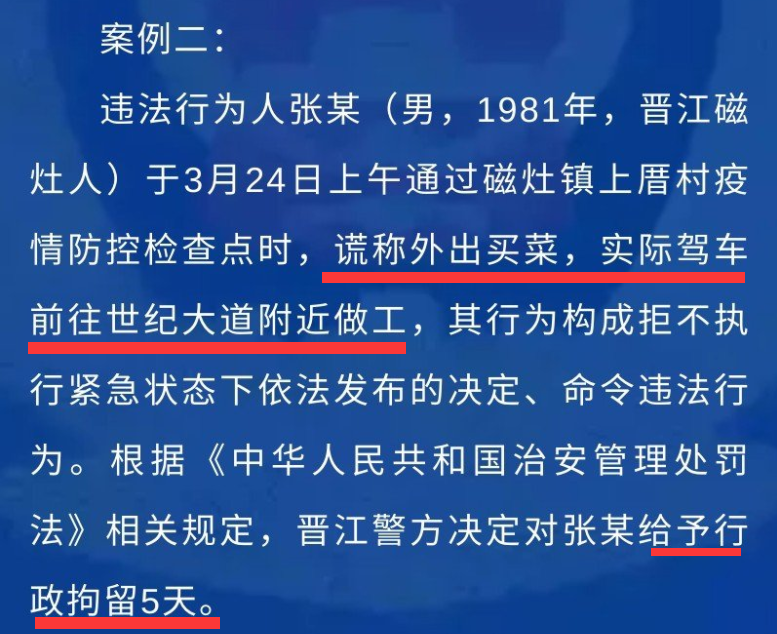 案例二：
违法行为人张某（男，1981年，晋江磁
灶人）于3月24日上午通过磁灶镇上厝村疫
情防控检查点时，谎称外出买菜，实际驾车
前往世纪大道附近做工，其行为构成拒不执
行紧急状态下依法发布的决定、命令违法行
为。根据《中华人民共和国治安管理处罚
法》相关规定，晋江警方决定对张某给予行
政拘留5天。